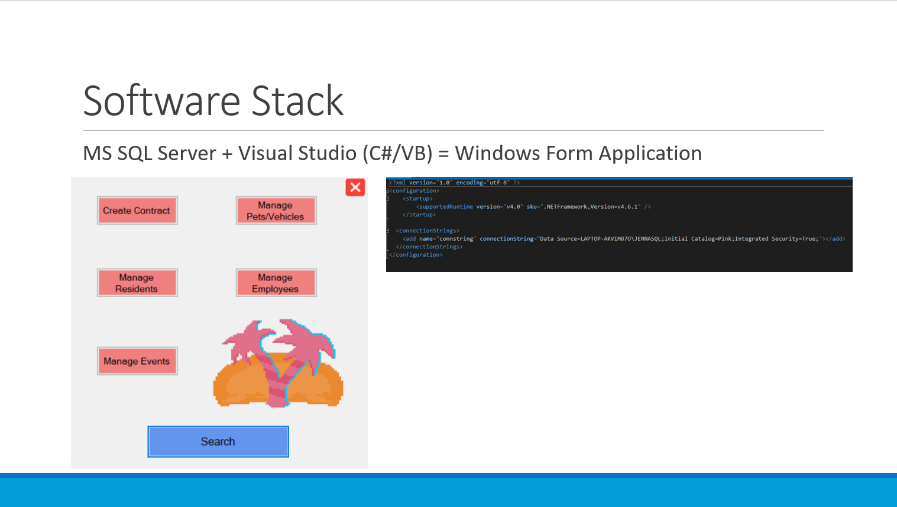 Software Stack
MS SQL Server + Visual Studio (C#/VB) = Windows Form Application
Create Contract
Manage
Pets/Vehicles
Manage
Residents
Manage
Employees
Manage Events
Search
<?xml version="1.0" encoding="utf-8" ?>
<configuration>
<startup>
<supportedRuntime version="v4.0" sku=".NETFramework,Version=v4.6.1" />
</startup>
<connectionStrings>
<add name="connstring" connectionString="Data Source=LAPTOP-AKVIM87O\JENNASQL;Initial Catalog=Pink;Integrated Security=True;"></add>
</connectionStrings>
</configuration>